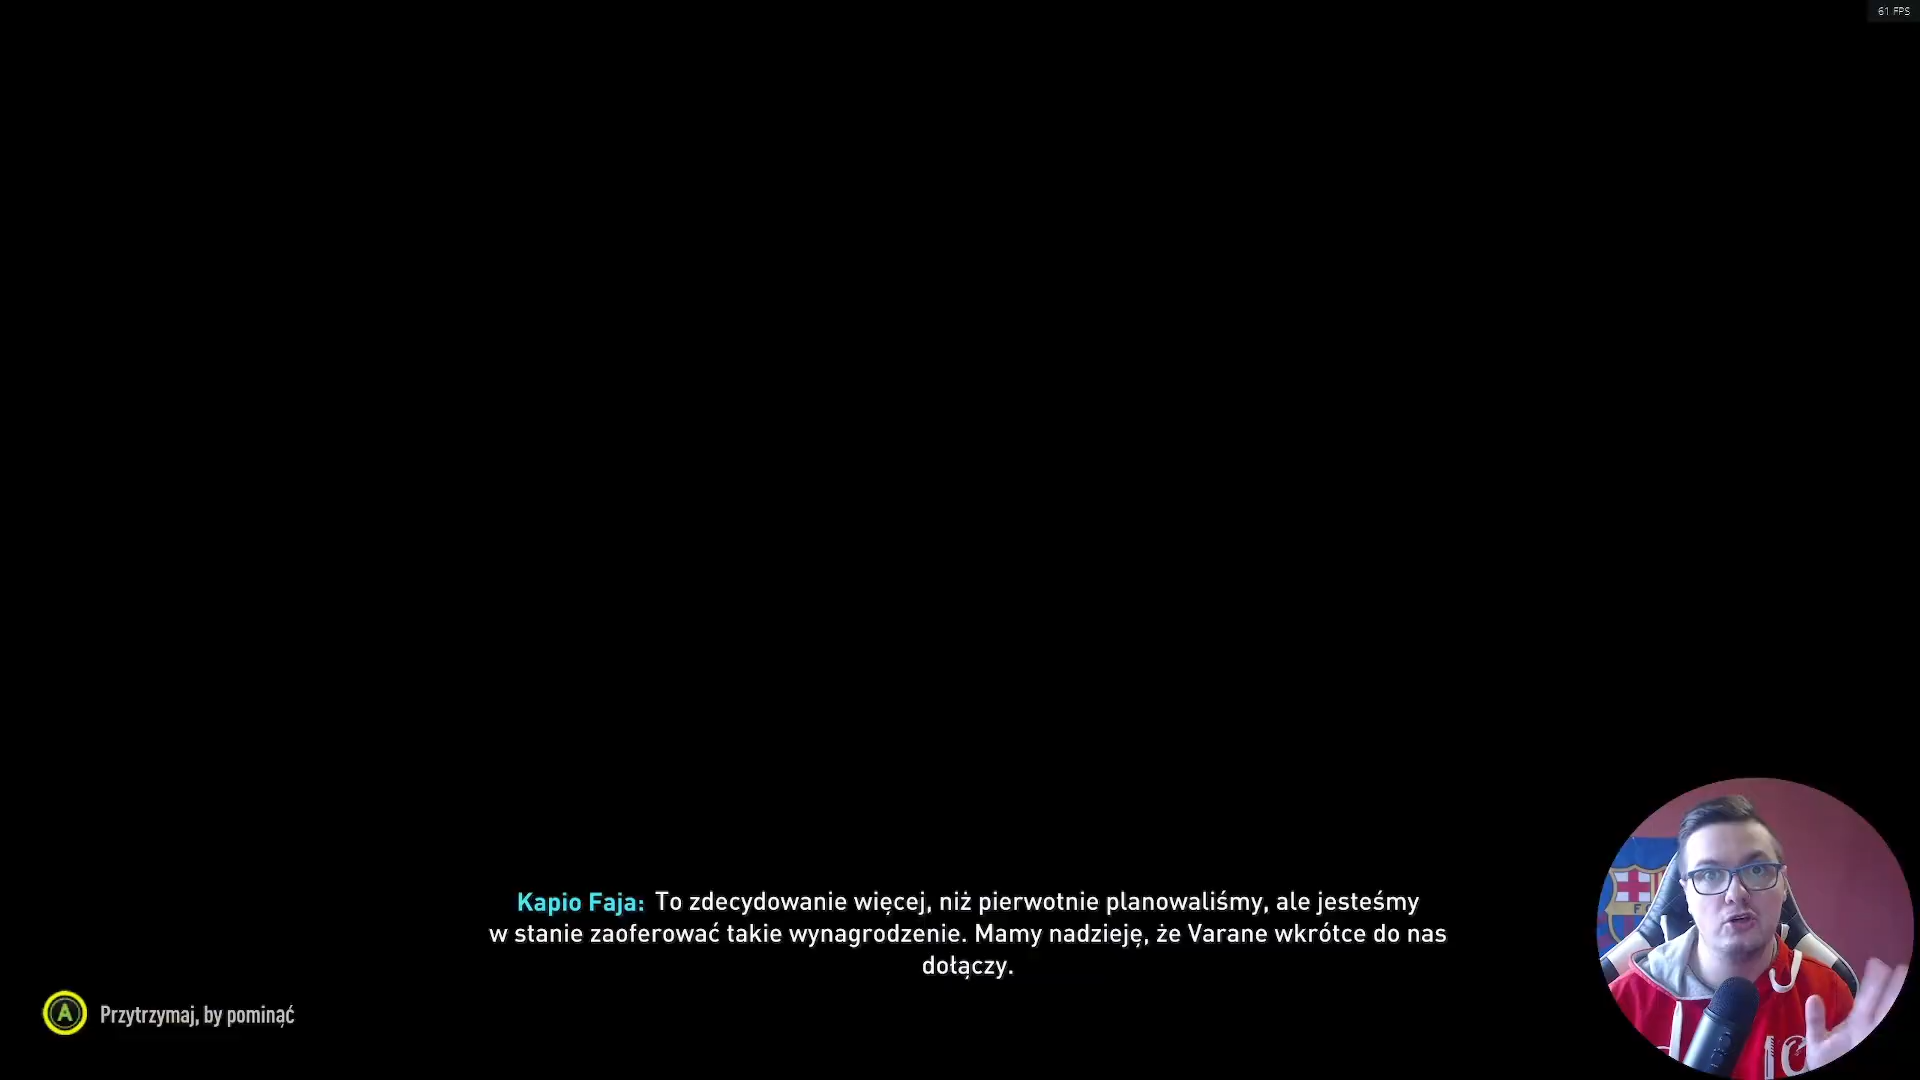 61 FPS
Kapio Faja: To zdecydowanie więcej, niż pierwotnie planowaliśmy, ale jesteśmy
w stanie zaoferować takie wynagrodzenie. Mamy nadzieję, że Varane wkrótce do nas
dołączy.
A Przytrzymaj, by pominąć